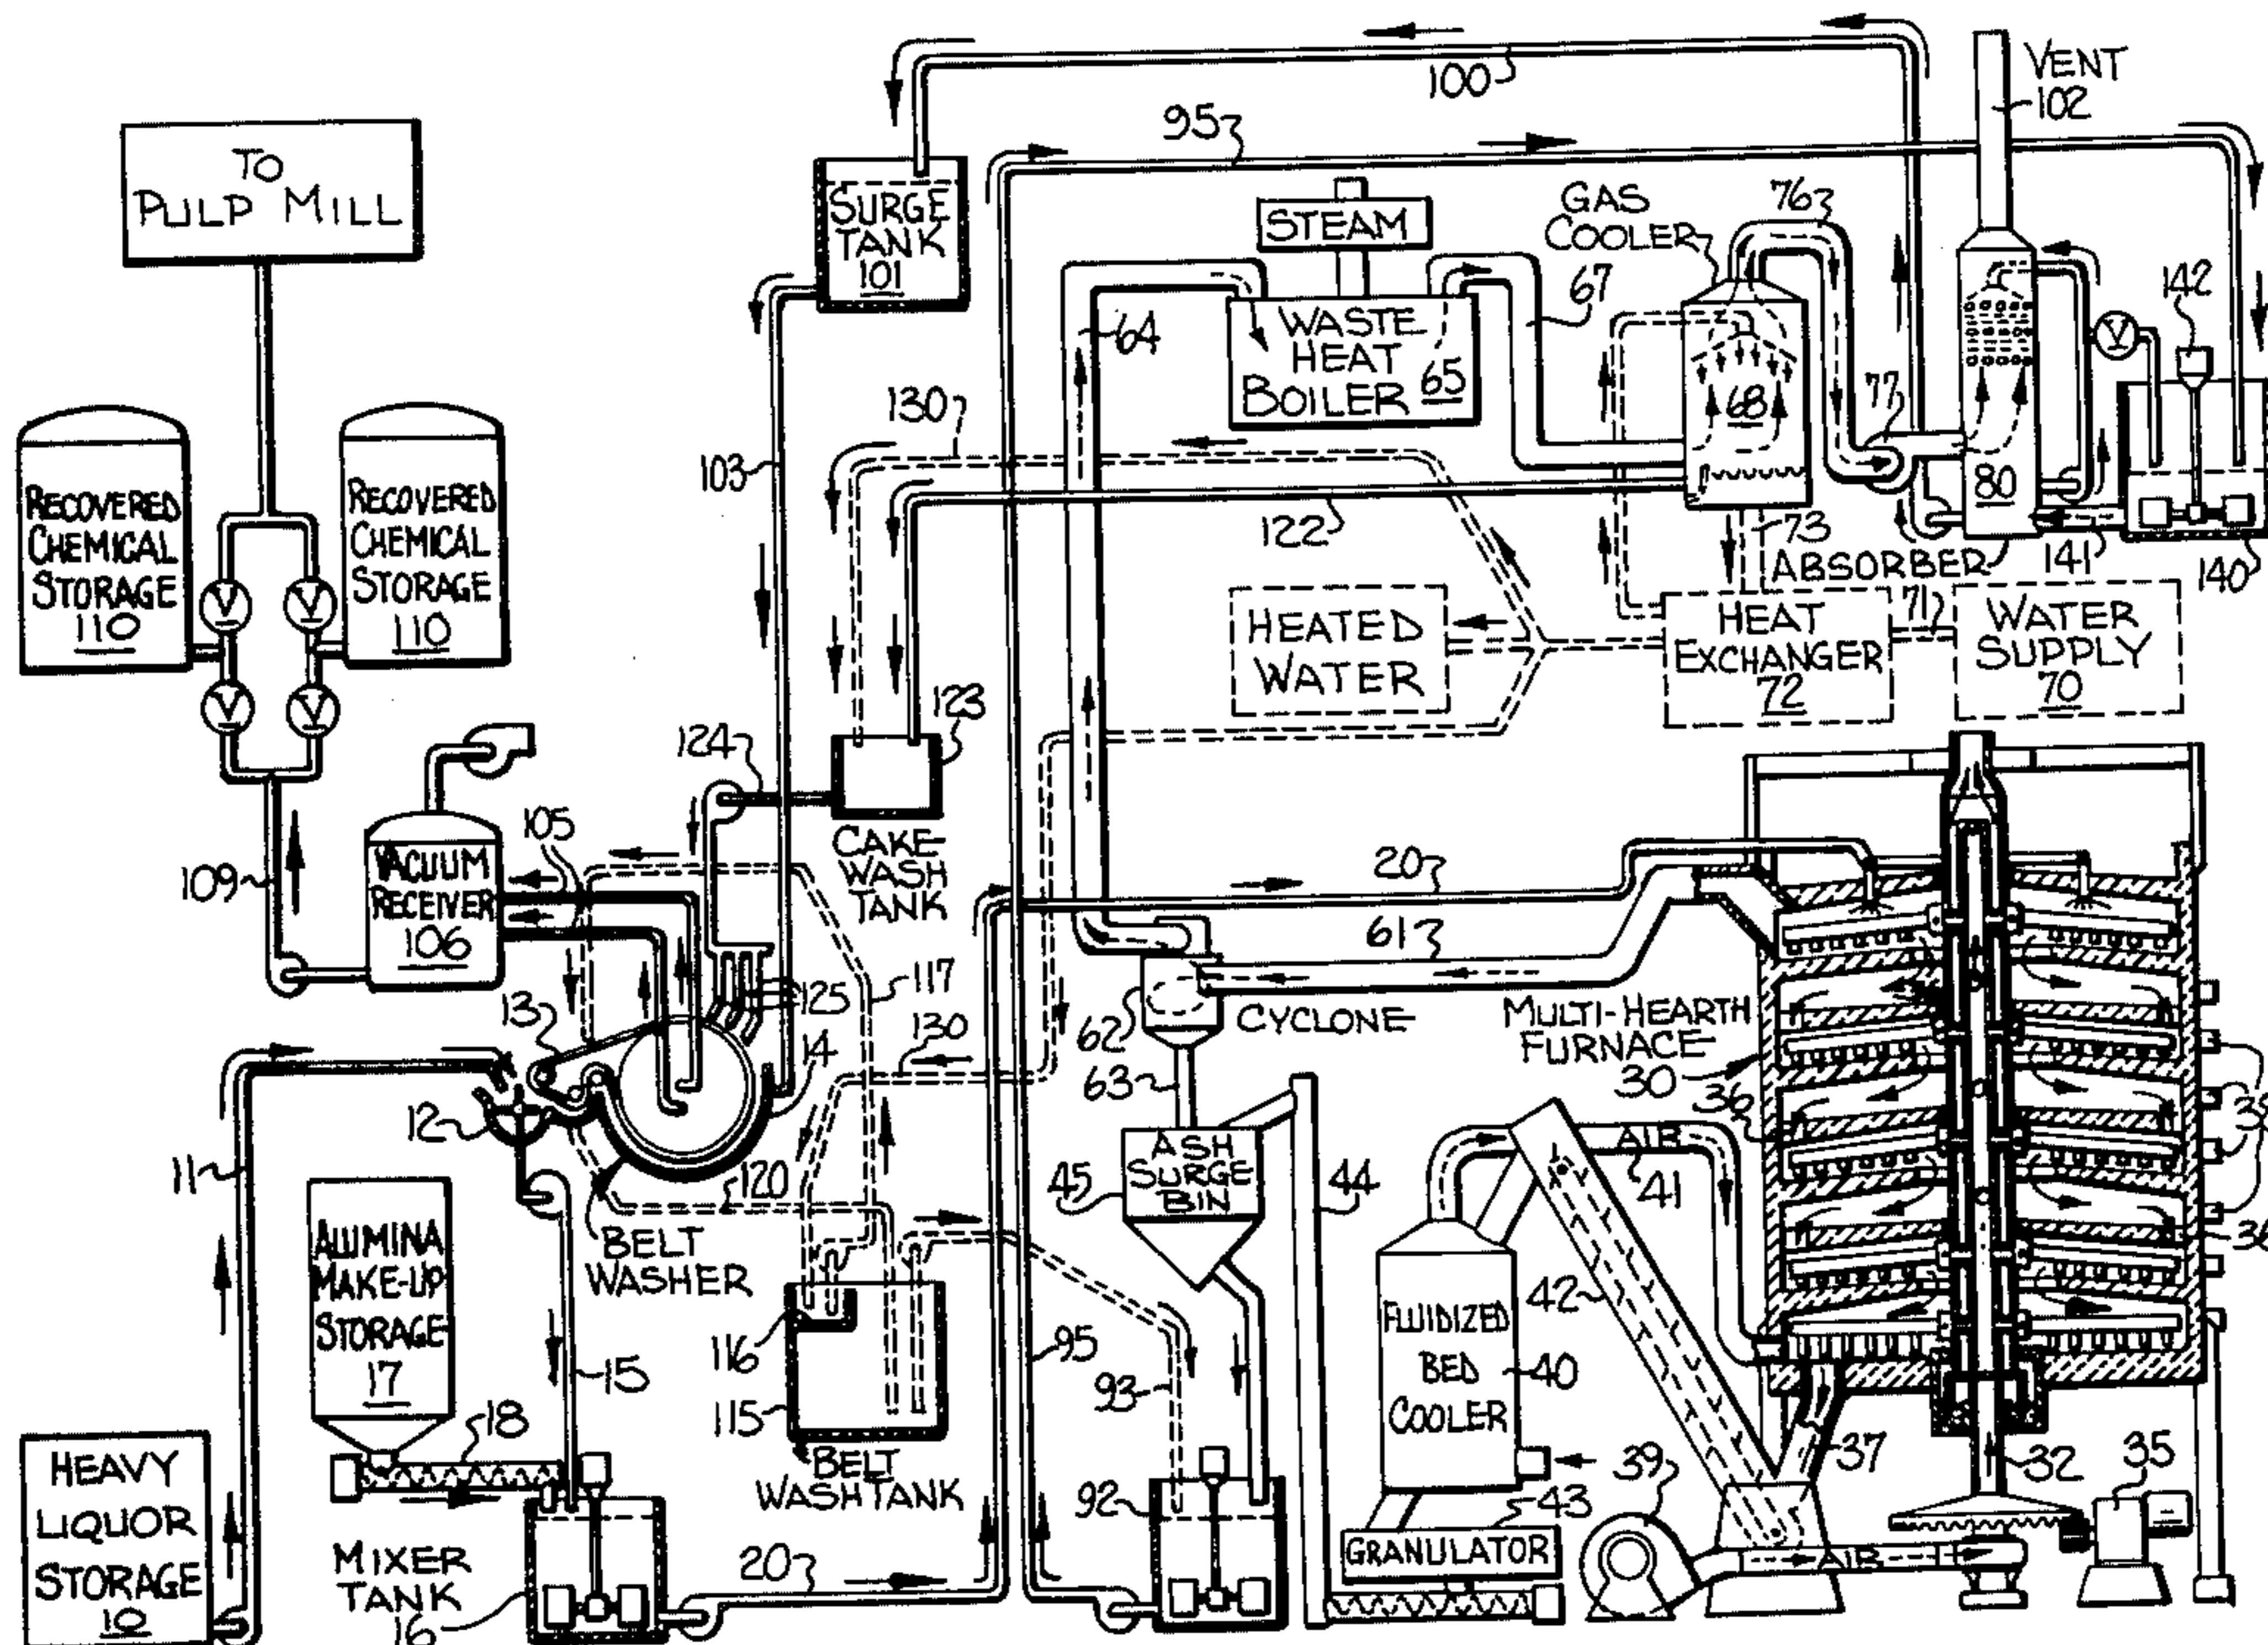 VENT
102
100
95
TO
PULP MILL
SURGE
TANK
101
STEAM
GAS
COOLER
76
67
142
64
WASTE
HEAT
BOILER 65
68
77
V
80
130
103
122
73
ABSORBER
141
140
RECOVERED
CHEMICAL
STORAGE
110
RECOVERED
CHEMICAL
STORAGE
110
V
V
V
V
HEATED
WATER
HEAT
EXCHANGER
72
71
WATER
SUPPLY
70
123
124
CAKE
WASH
TANK
105
109
VACUUM
RECEIVER
106
20
61
125
117
130
13
14
62
CYCLONE
MULTI-HEARTH
FURNACE
30
63
36
12
11
120
ASH
SURGE
BIN
45
44
AIR
41
42
36
BELT
WASHER
ALUMINA
MAKE-UP
STORAGE
17
15
116
115
95
93
FLUIDIZED
BED
COOLER
40
18
BELT
WASH TANK
37
32
35
39
92
43
GRANULATOR
AIR
HEAVY
LIQUOR
STORAGE
10
MIXER
TANK
16
20